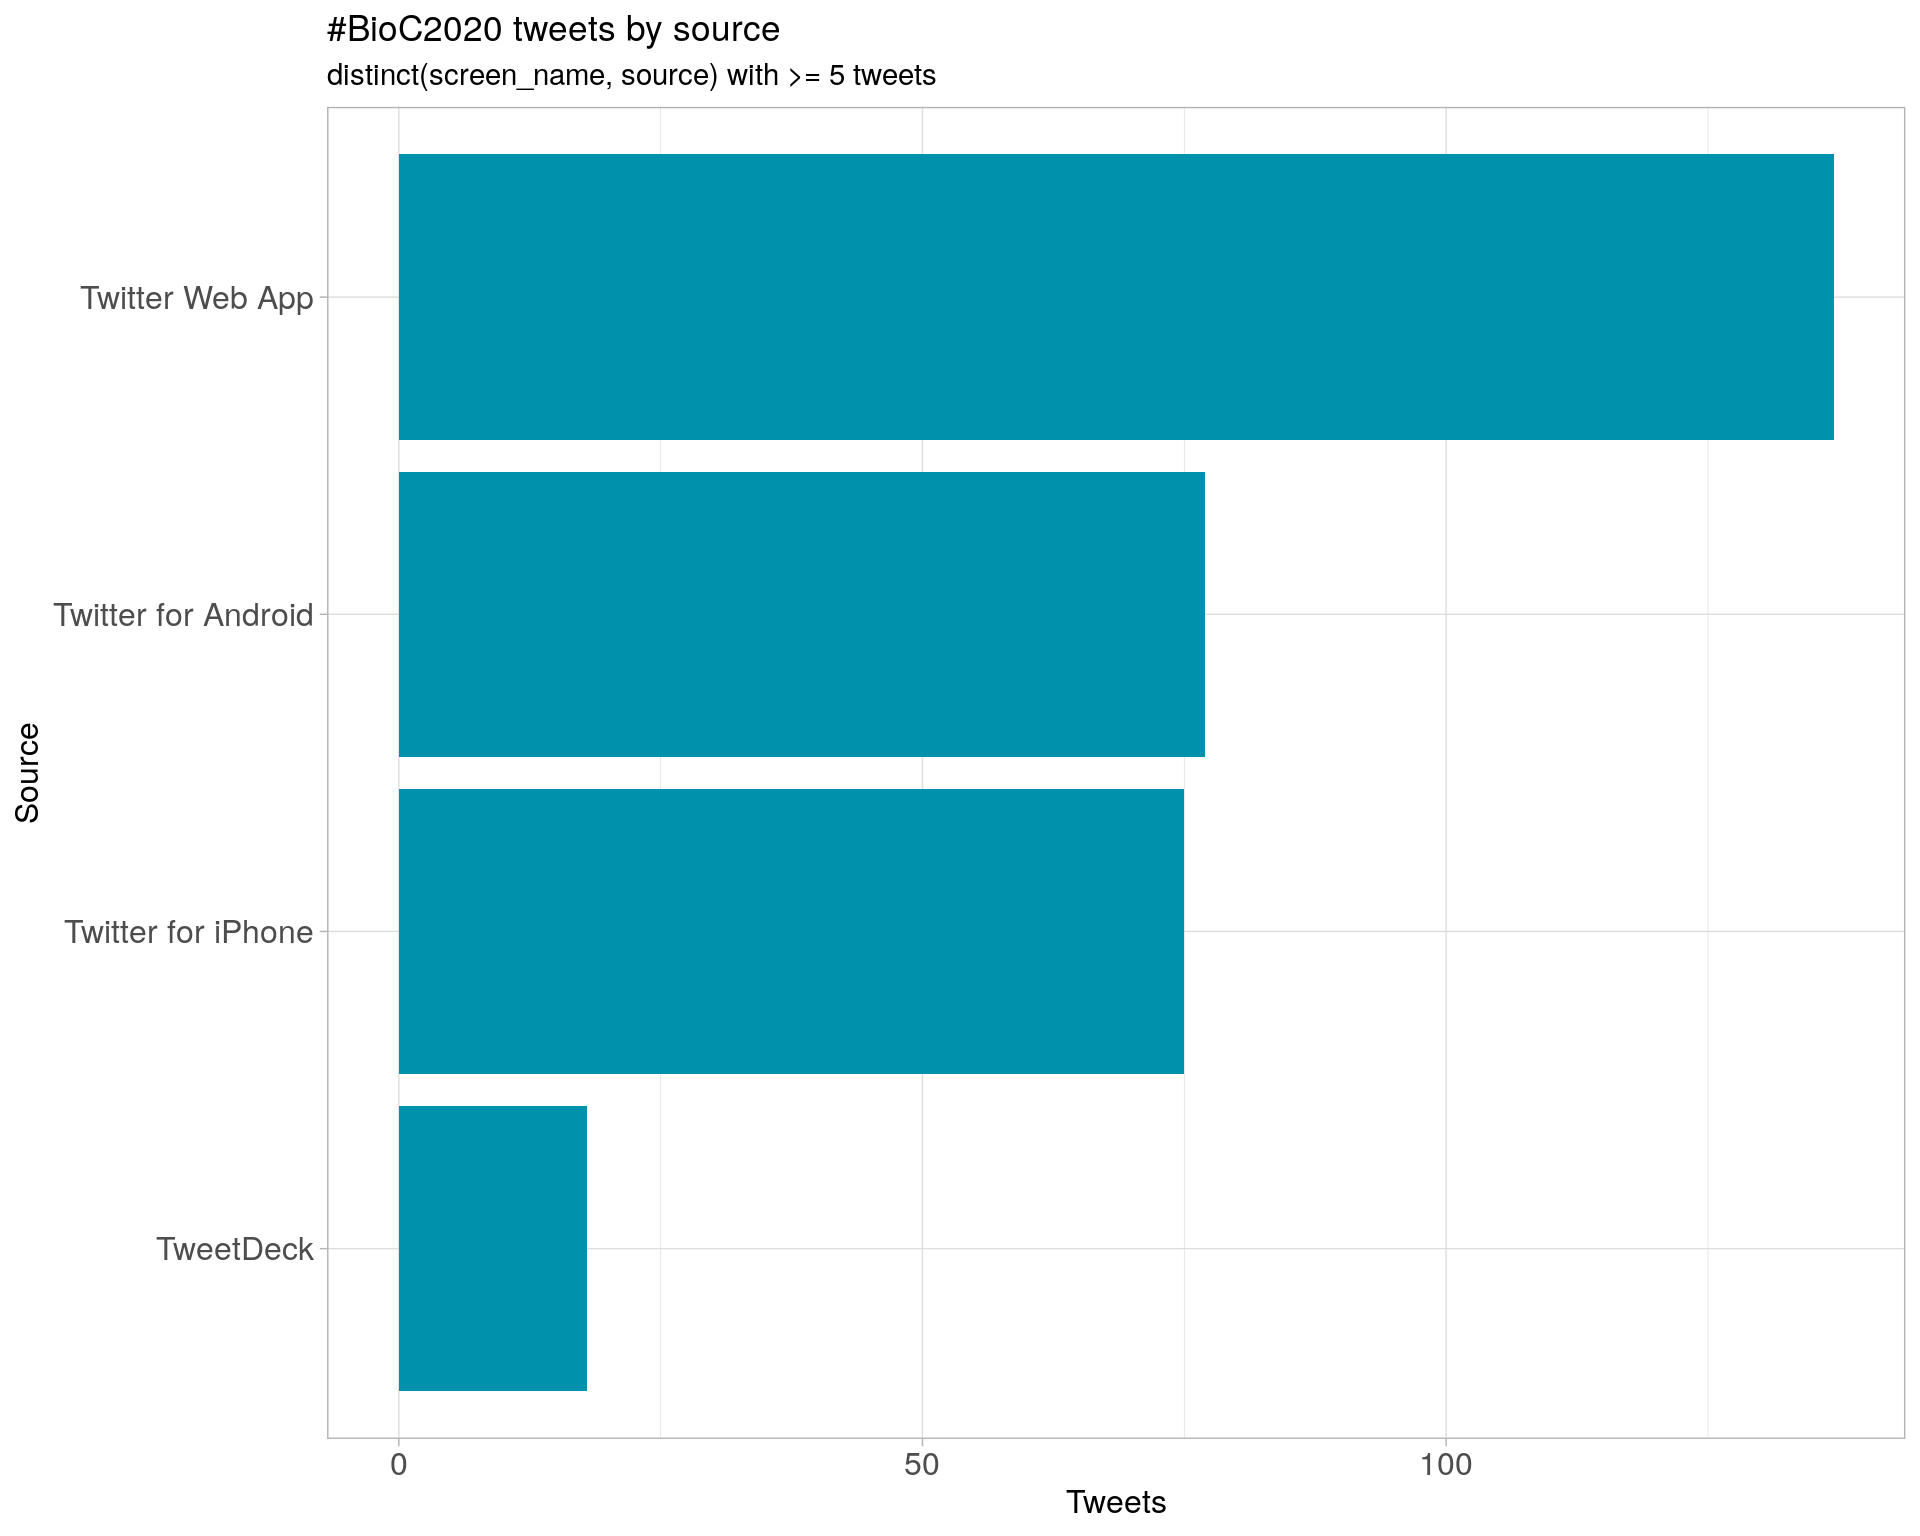 #BioC2020 tweets by source
distinct(screen_name, source) with >= 5 tweets
Source
Twitter Web App
Twitter for Android
Twitter for iPhone
TweetDeck
0 50 100
Tweets